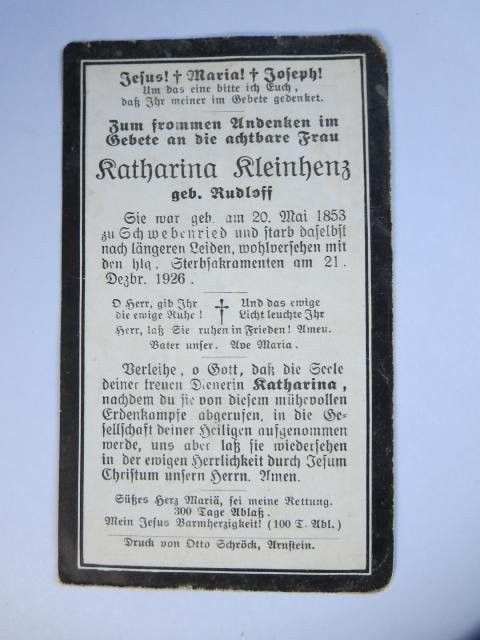 Jesus! † Maria! † Joseph!
Um das eine bitte ich Euch,
daß Ihr meiner im Gebete gedenket.
Zum frommen Andenken im
Gebete an die achtbare Frau
Katharina Kleinhenz
geb. Rudloff
Sie war geb. am 20. Mai 1853
zu Schwebenried und starb daselbst
nach längeren Leiden, wohlversehen mit
den hlg. Sterbsakramenten am 21.
Dezbr. 1926.
O Herr, gib Ihr † Und das ewige
die ewige Ruhe! Licht leuchte Ihr
Herr, laß Sie ruhen in Frieden! Amen.
Vater unser. Ave Maria.
Verleihe, o Gott, daß die Seele
deiner treuen Dienerin Katharina,
nachdem du sie von diesem mühevollen
Erdenkampfe abgerufen, in die Ge-
sellschaft deiner Heiligen aufgenommen
werde, uns aber laß sie wiedersehen
in der ewigen Herrlichkeit durch Jesum
Christum unsern Herrn. Amen.
Süßes Herz Mariä, sei meine Rettung.
300 Tage Ablaß.
Mein Jesus Barmherzigkeit! (100 T. Abl.)
Druck von Otto Schröck, Arnstein.